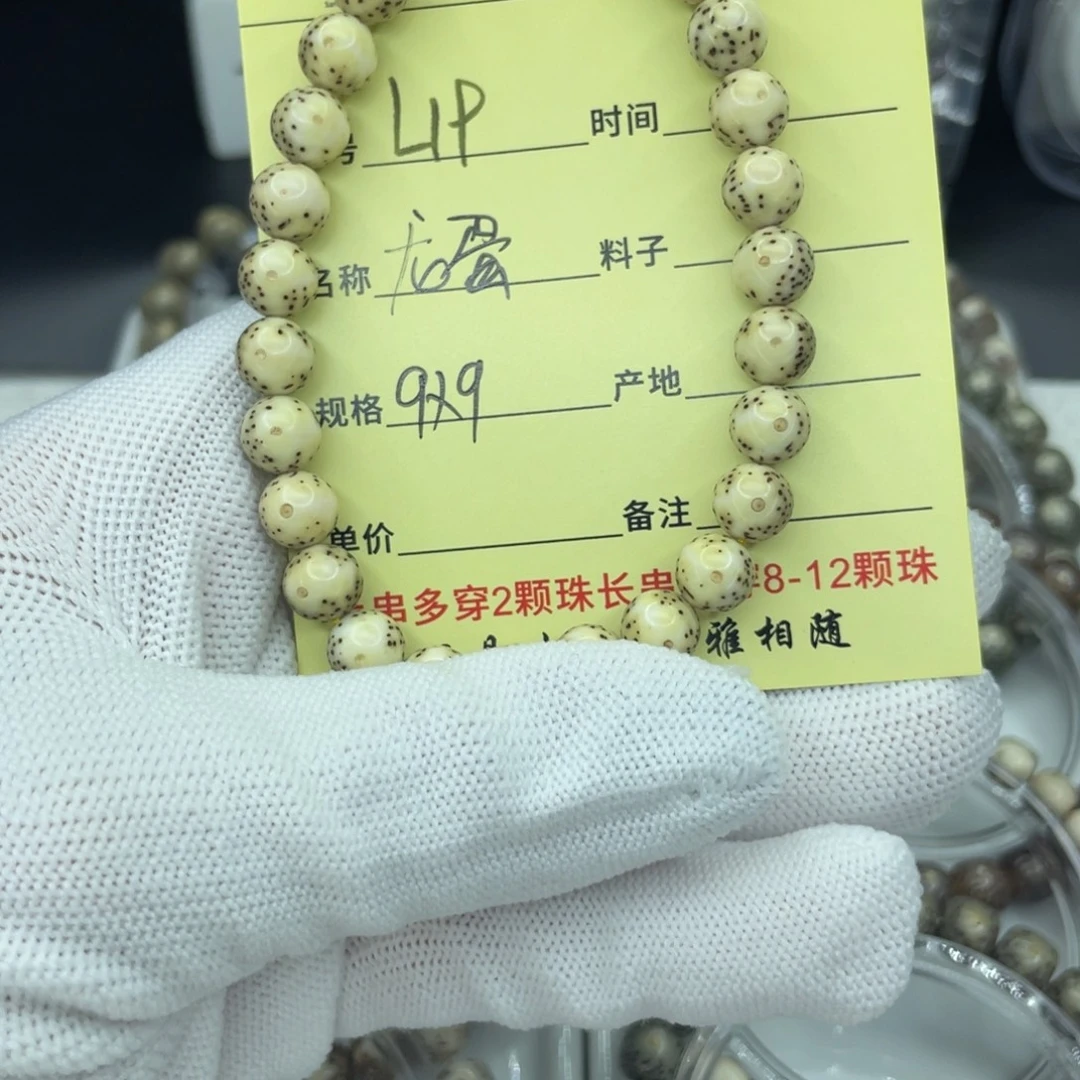 号 L1P 时间
名称 龙蛋 料子
规格 9X9 产地
单价 备注
串多穿2颗珠长串 8-12颗珠
雅相随